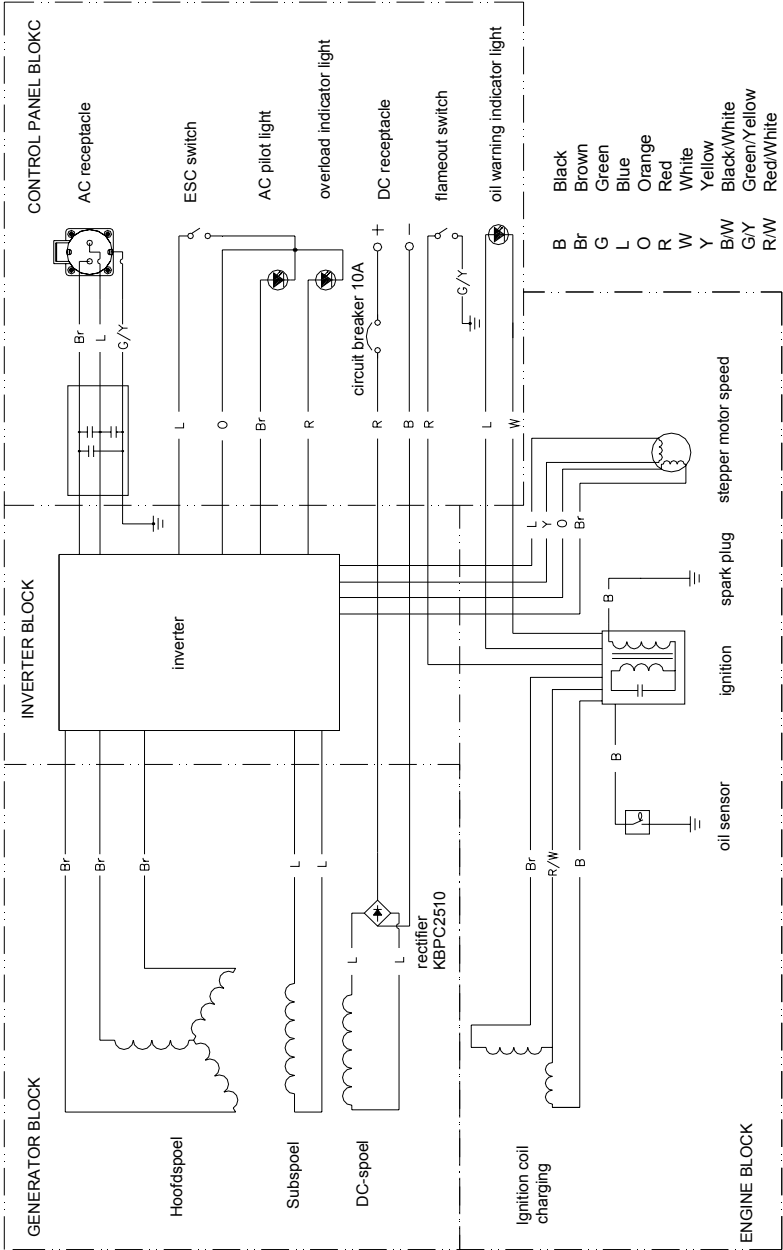 CONTROL PANEL BLOKC
AC receptacle
ESC switch
AC pilot light
overload indicator light
DC receptacle
flameout switch
oil warning indicator light
Br
L
G/Y
+
−
circuit breaker 10A
G/Y
L
O
Br
R
R
B
R
L
W
INVERTER BLOCK
inverter
GENERATOR BLOCK
Br
Br
Br
L
L
L
L
rectifier
KBPC2510
Hoofdspoel
Subspoel
DC-spoel
ENGINE BLOCK
L
Y
O
Br
B
B
Br
R/W
B
Ignition coil
charging
oil sensor
ignition
spark plug
stepper motor speed
B Black
Br Brown
G Green
L Blue
O Orange
R Red
W White
Y Yellow
B/W Black/White
G/Y Green/Yellow
R/W Red/White